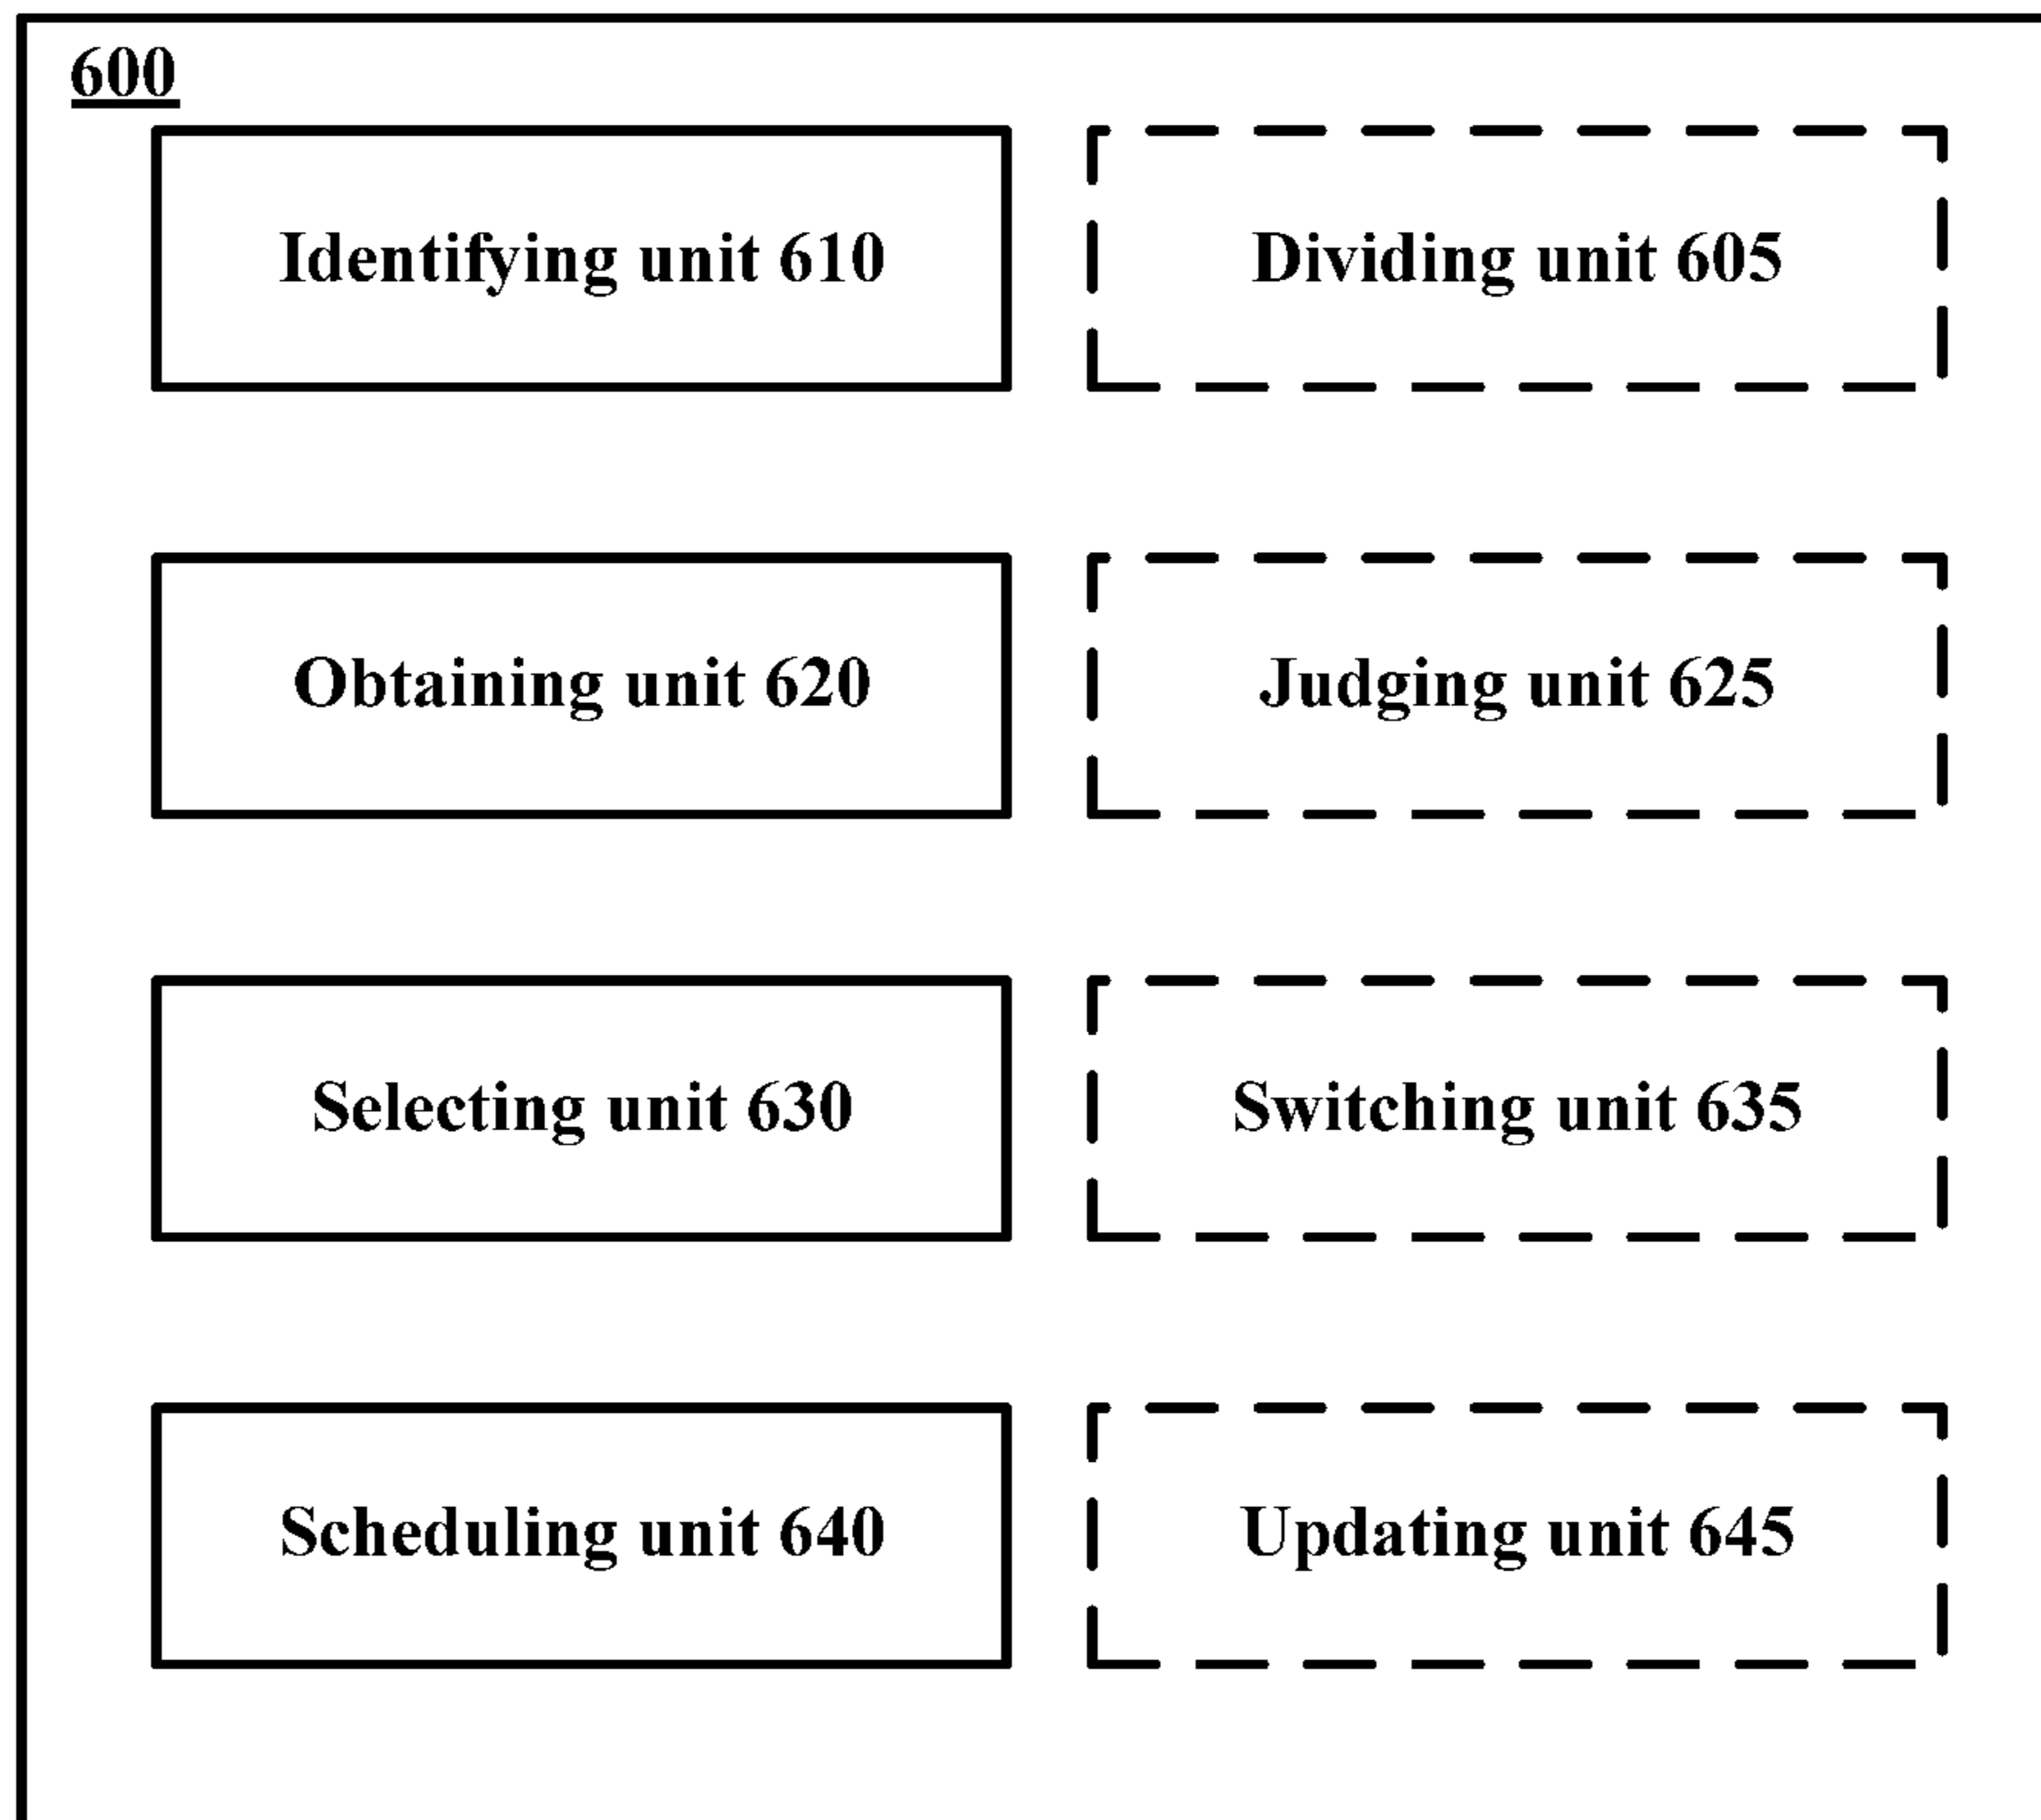 600
Identifying unit 610
Dividing unit 605
Obtaining unit 620
Judging unit 625
Selecting unit 630
Switching unit 635
Scheduling unit 640
Updating unit 645